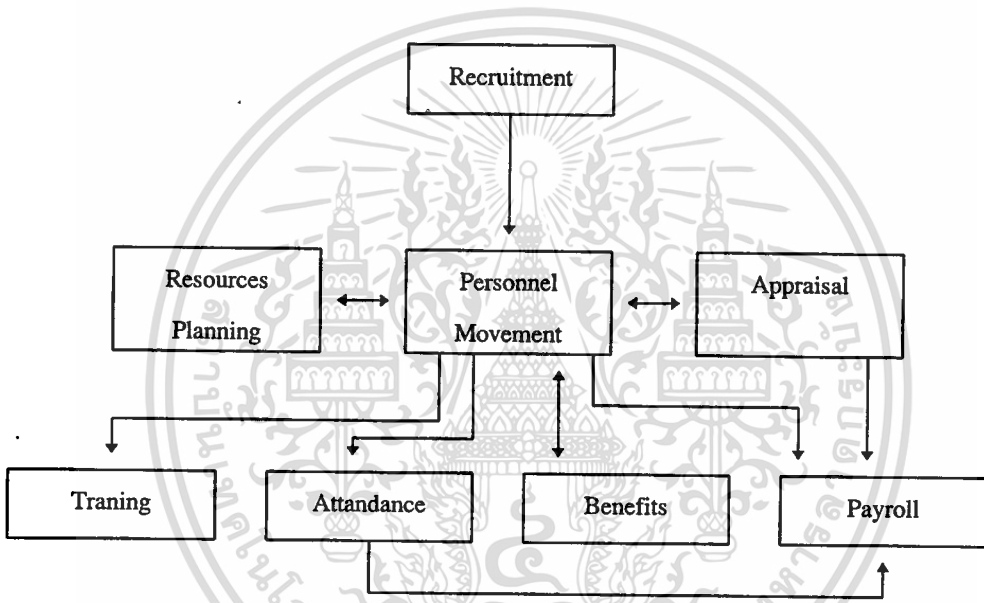 Recruitment
Resources
Planning
Personnel
Movement
Appraisal
Traning
Attandance
Benefits
Payroll